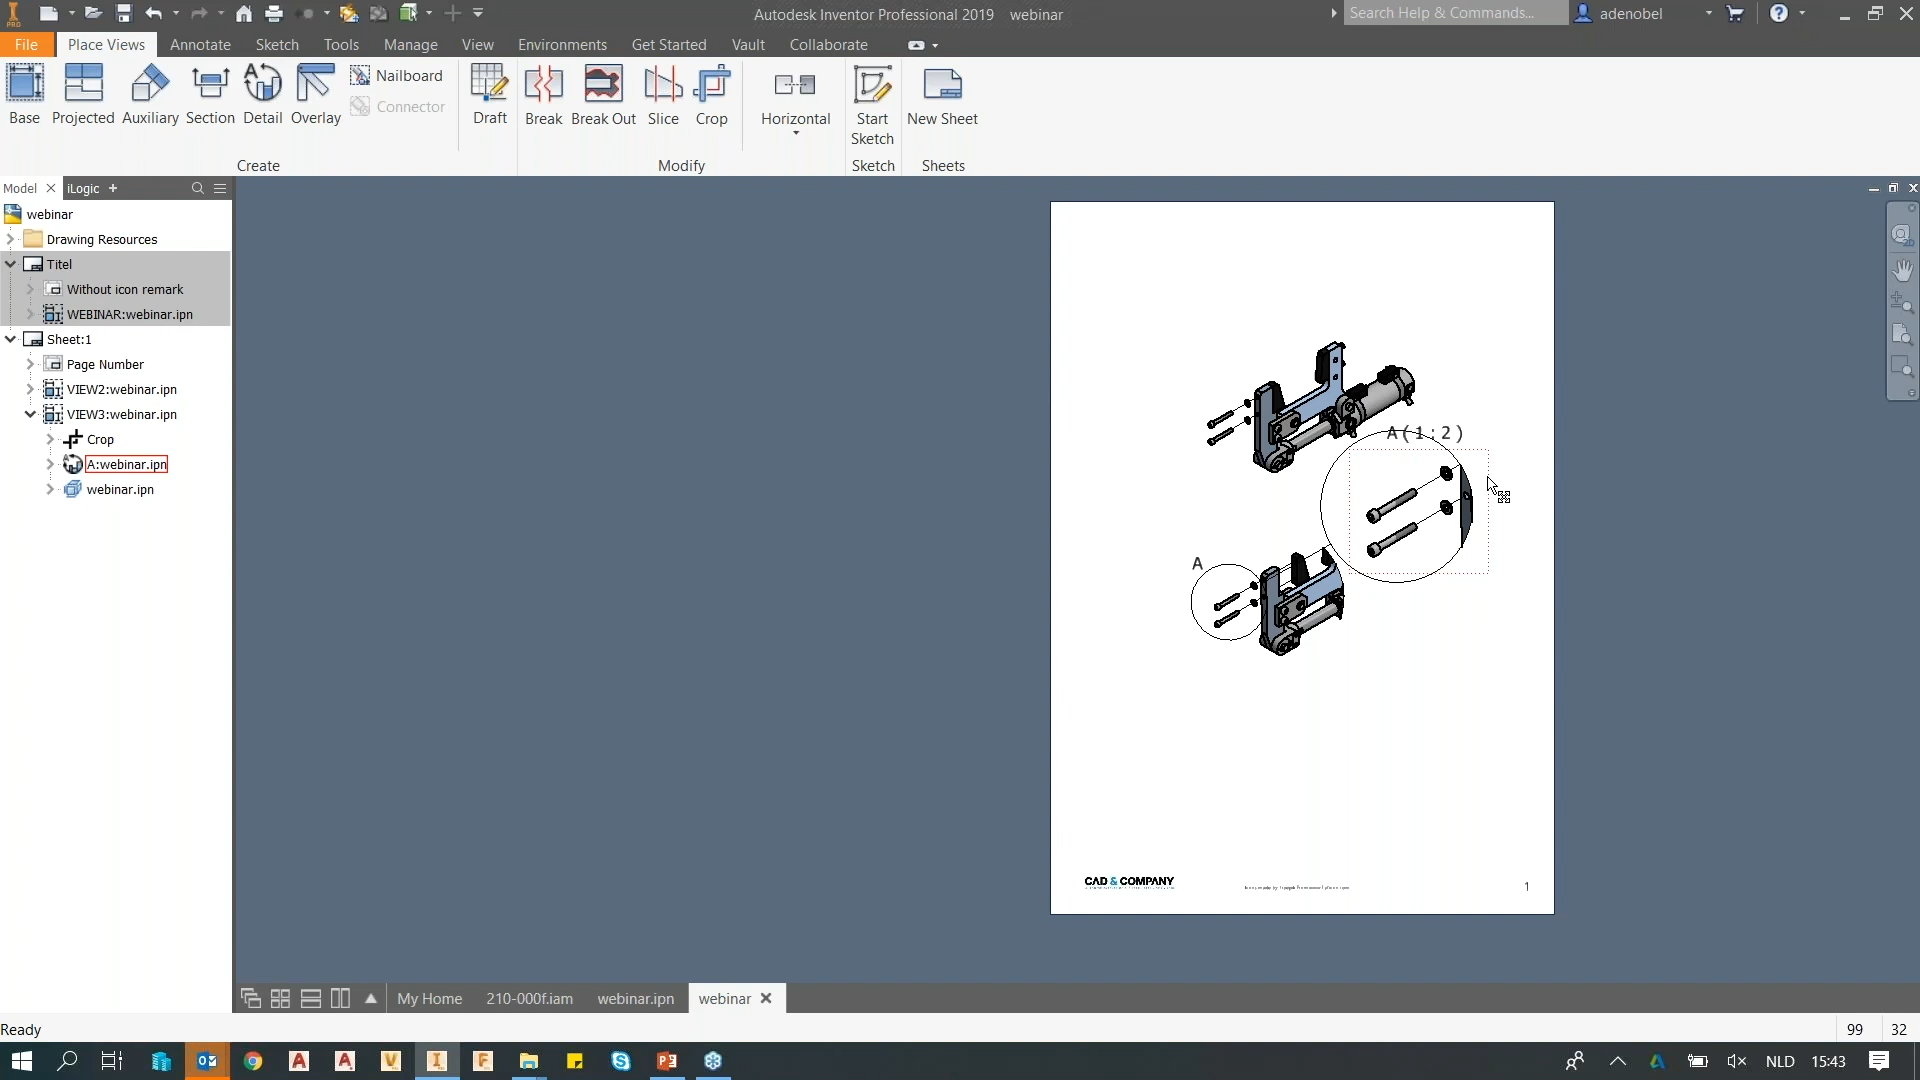 Autodesk Inventor Professional 2019 webinar
Search Help & Commands...
adenobel
File
Place Views
Annotate
Sketch
Tools
Manage
View
Environments
Get Started
Vault
Collaborate
Base
Projected
Auxiliary
Section
Detail
Overlay
Nailboard
Connector
Draft
Break
Break Out
Slice
Crop
Horizontal
Start
Sketch
New Sheet
Create
Modify
Sketch
Sheets
Model
iLogic
webinar
Drawing Resources
Titel
Without icon remark
WEBINAR:webinar.ipn
Sheet:1
Page Number
VIEW2:webinar.ipn
VIEW3:webinar.ipn
Crop
A:webinar.ipn
webinar.ipn
A(1:2)
A
CAD & COMPANY
1
My Home
210-000f.iam
webinar.ipn
webinar
Ready
99
32
NLD
15:43